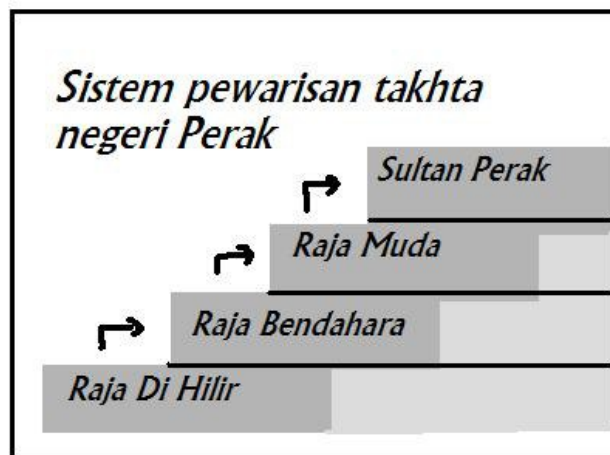 Sistem pewarisan takhta
negeri Perak
Sultan Perak
Raja Muda
Raja Bendahara
Raja Di Hilir